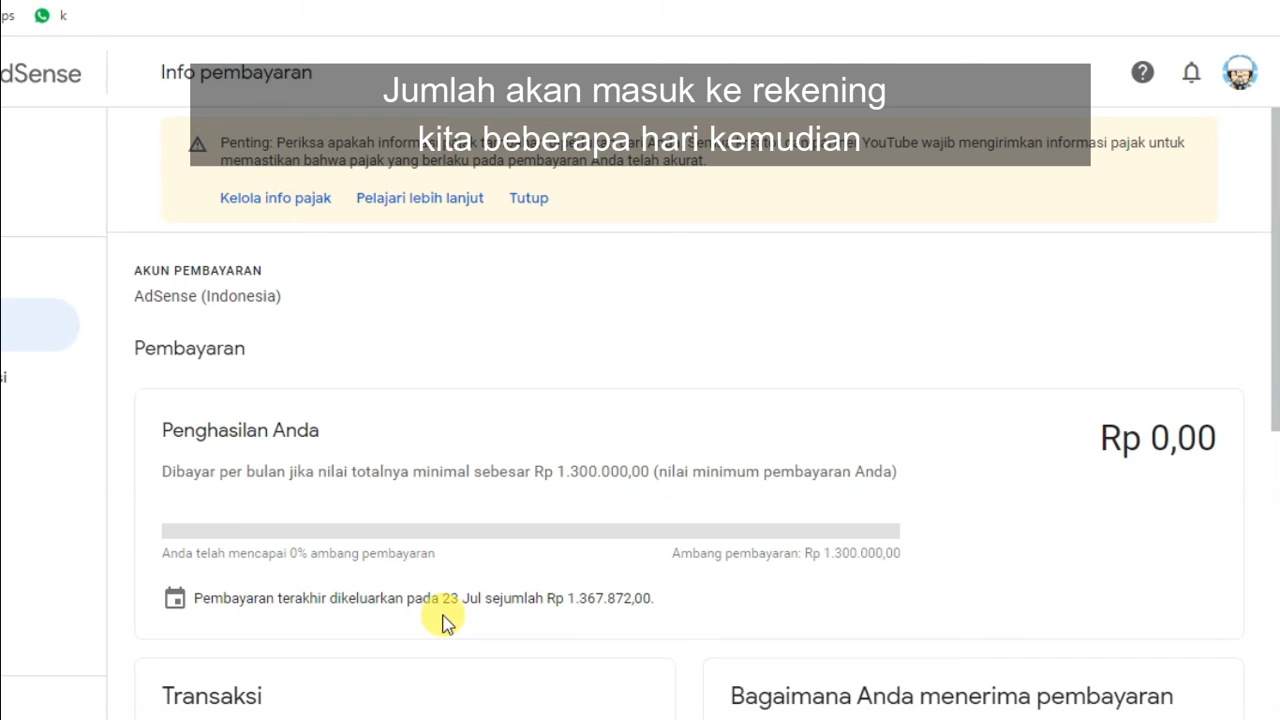 ps k
dSense
Info pembayaran
Jumlah akan masuk ke rekening
kita beberapa hari kemudian
Penting: Periksa apakah informasi YouTube wajib mengirimkan informasi pajak untuk
memastikan bahwa pajak yang berlaku pada pembayaran Anda telah akurat.
Kelola info pajak Pelajari lebih lanjut Tutup
AKUN PEMBAYARAN
AdSense (Indonesia)
si
Pembayaran
Penghasilan Anda
Rp 0,00
Dibayar per bulan jika nilai totalnya minimal sebesar Rp 1.300.000,00 (nilai minimum pembayaran Anda)
Anda telah mencapai 0% ambang pembayaran
Ambang pembayaran: Rp 1.300.000,00
Pembayaran terakhir dikeluarkan pada 23 Jul sejumlah Rp 1.367.872,00.
Transaksi
Bagaimana Anda menerima pembayaran